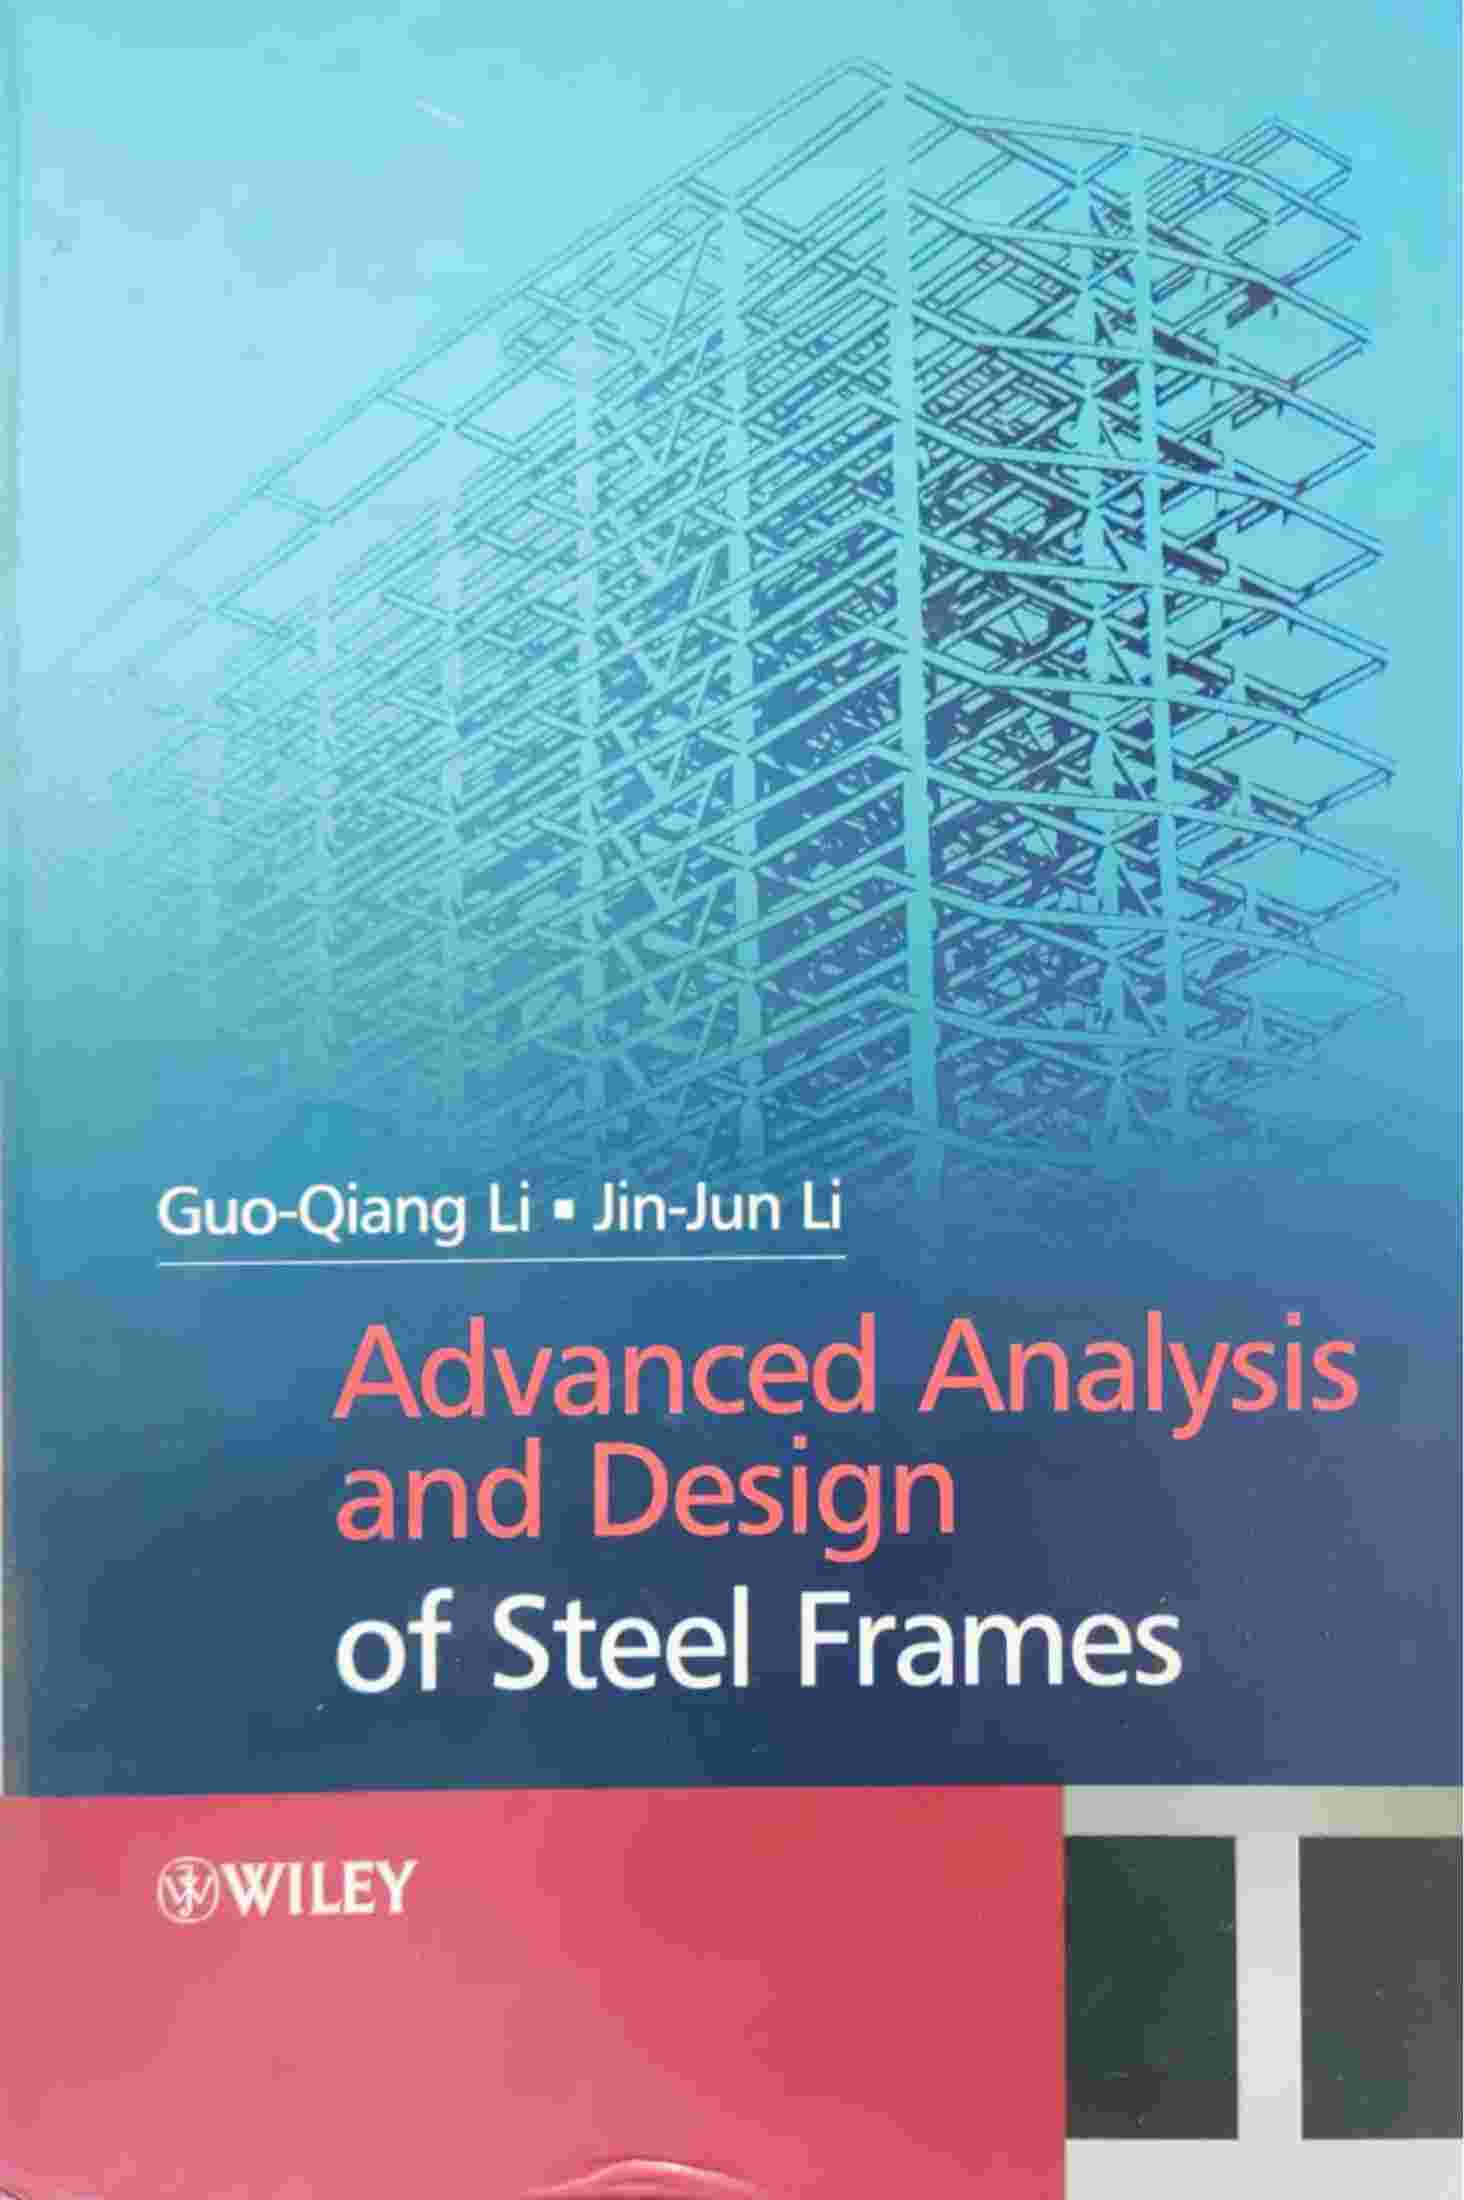 Guo-Qiang Li ▪ Jin-Jun Li
Advanced Analysis
and Design
of Steel Frames
WILEY